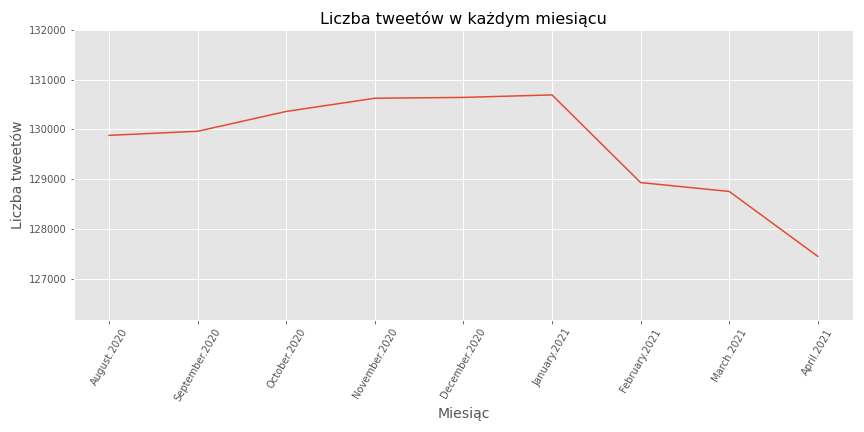 Liczba tweetów w każdym miesiącu
132000
131000
130000
129000
128000
127000
Liczba tweetów
August.2020
September.2020
October.2020
November.2020
December.2020
January.2021
February.2021
March.2021
April.2021
Miesiąc